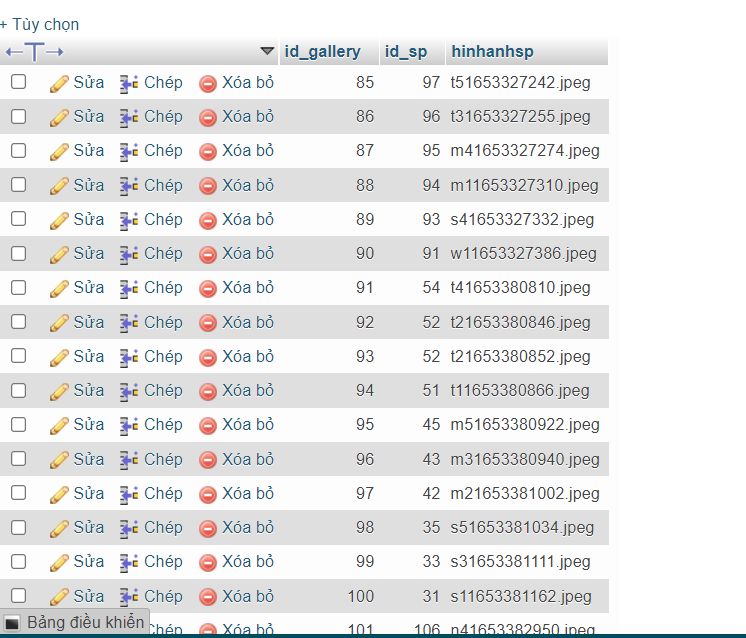 + Tùy chọn
←T→ id_gallery id_sp hinhanhsp
Sửa Chép Xóa bỏ 85 97 t51653327242.jpeg
Sửa Chép Xóa bỏ 86 96 t31653327255.jpeg
Sửa Chép Xóa bỏ 87 95 m41653327274.jpeg
Sửa Chép Xóa bỏ 88 94 m11653327310.jpeg
Sửa Chép Xóa bỏ 89 93 s41653327332.jpeg
Sửa Chép Xóa bỏ 90 91 w11653327386.jpeg
Sửa Chép Xóa bỏ 91 54 t41653380810.jpeg
Sửa Chép Xóa bỏ 92 52 t21653380846.jpeg
Sửa Chép Xóa bỏ 93 52 t21653380852.jpeg
Sửa Chép Xóa bỏ 94 51 t11653380866.jpeg
Sửa Chép Xóa bỏ 95 45 m51653380922.jpeg
Sửa Chép Xóa bỏ 96 43 m31653380940.jpeg
Sửa Chép Xóa bỏ 97 42 m21653381002.jpeg
Sửa Chép Xóa bỏ 98 35 s51653381034.jpeg
Sửa Chép Xóa bỏ 99 33 s31653381111.jpeg
Sửa Chép Xóa bỏ 100 31 s11653381162.jpeg
Bảng điều khiển Chép Xóa bỏ 101 106 n41653382950.jpeg